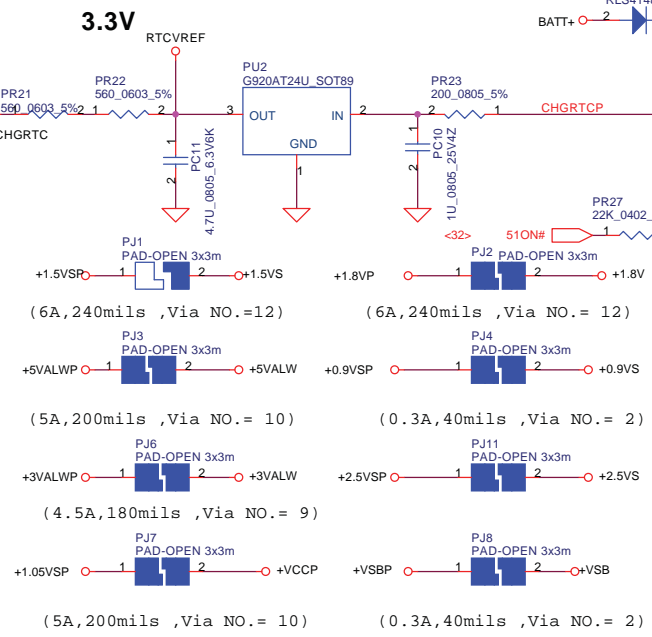 3.3V
RTCVREF
BATT+ 2
PR21
560_0603_5%
1
2
CHGRTC
PR22
560_0603_5%
1
2
PU2
G920AT24U_SOT89
3
OUT
IN
2
GND
1
PR23
200_0805_5%
2
1
CHGRTCP
1
2
PC11
4.7U_0805_6.3V6K
1
2
PC10
1U_0805_25V4Z
PR27
22K_0402_
<32>
51ON#
1
PJ1
PAD-OPEN 3x3m
+1.5VSP
1
2
+1.5VS
(6A,240mils ,Via NO.=12)
PJ2
PAD-OPEN 3x3m
+1.8VP
1
2
+1.8V
(6A,240mils ,Via NO.= 12)
PJ3
PAD-OPEN 3x3m
+5VALWP
1
2
+5VALW
(5A,200mils ,Via NO.= 10)
PJ4
PAD-OPEN 3x3m
+0.9VSP
1
2
+0.9VS
(0.3A,40mils ,Via NO.= 2)
PJ6
PAD-OPEN 3x3m
+3VALWP
1
2
+3VALW
(4.5A,180mils ,Via NO.= 9)
PJ11
PAD-OPEN 3x3m
+2.5VSP
1
2
+2.5VS
PJ7
PAD-OPEN 3x3m
+1.05VSP
1
2
+VCCP
(5A,200mils ,Via NO.= 10)
PJ8
PAD-OPEN 3x3m
+VSBP
1
2
+VSB
(0.3A,40mils ,Via NO.= 2)